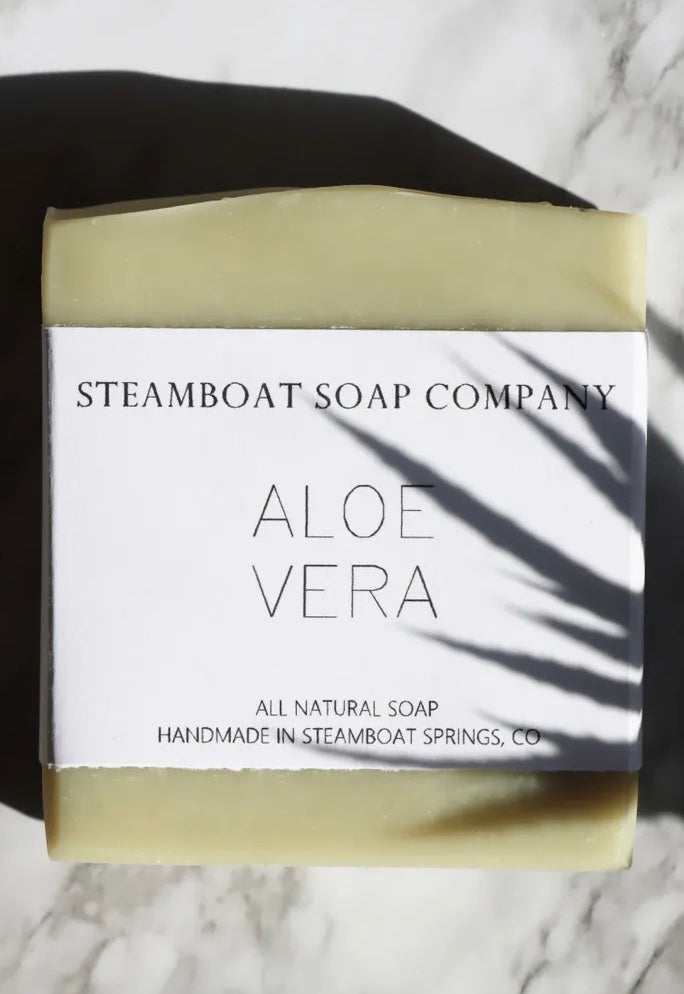 STEAMBOAT SOAP COMPANY
ALOE
VERA
ALL NATURAL SOAP
HANDMADE IN STEAMBOAT SPRINGS, CO